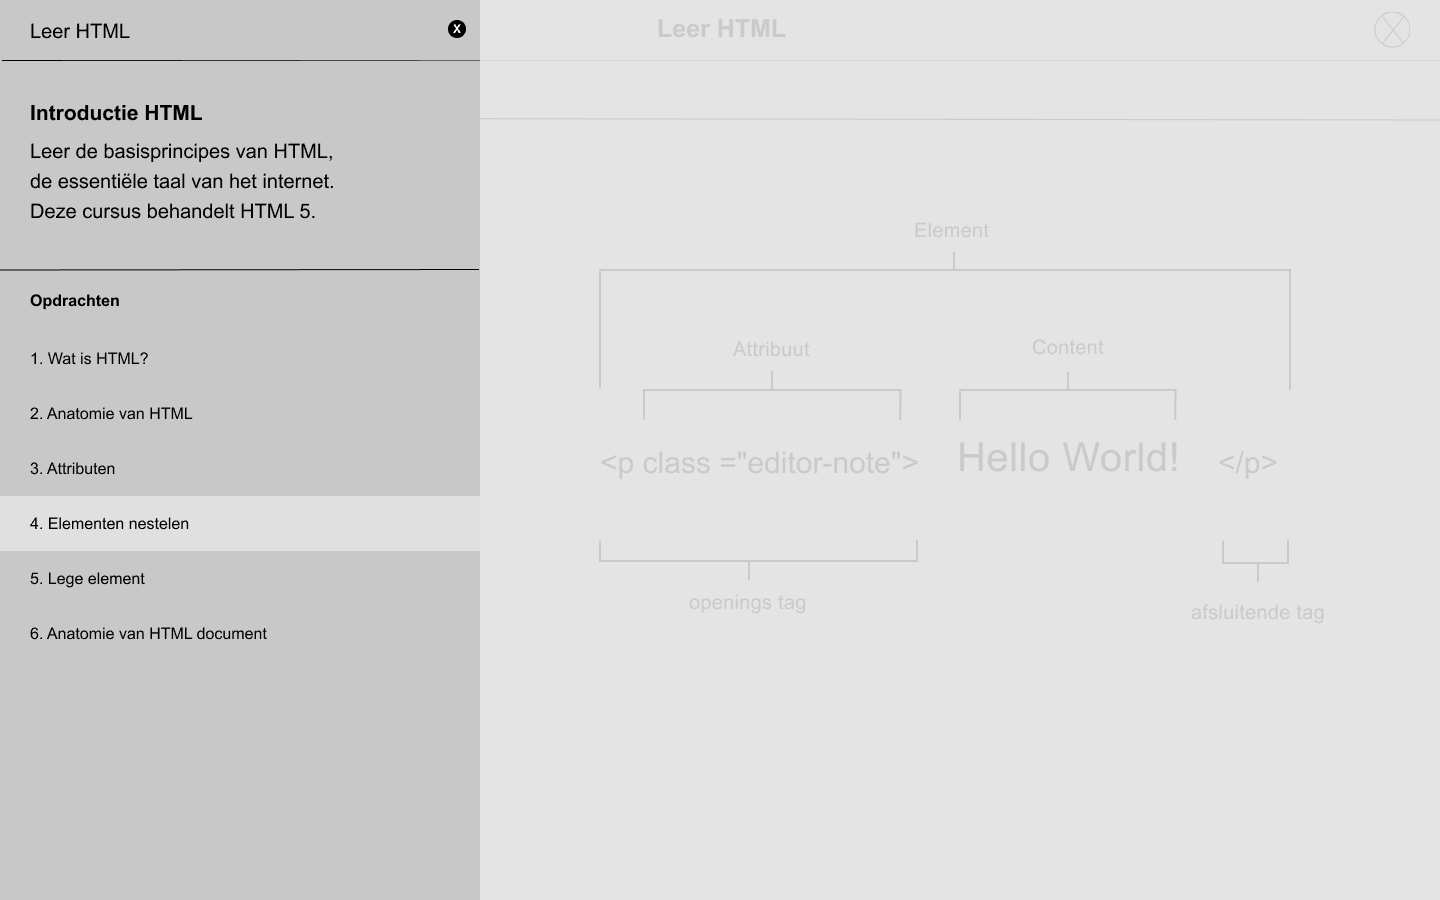 Leer HTML
X
Introductie HTML
Leer de basisprincipes van HTML,
de essentiële taal van het internet.
Deze cursus behandelt HTML 5.
Opdrachten
1. Wat is HTML?
2. Anatomie van HTML
3. Attributen
4. Elementen nestelen
5. Lege element
6. Anatomie van HTML document
Leer HTML
Element
Attribuut
Content
<p class ="editor-note"> Hello World! </p>
openings tag
afsluitende tag